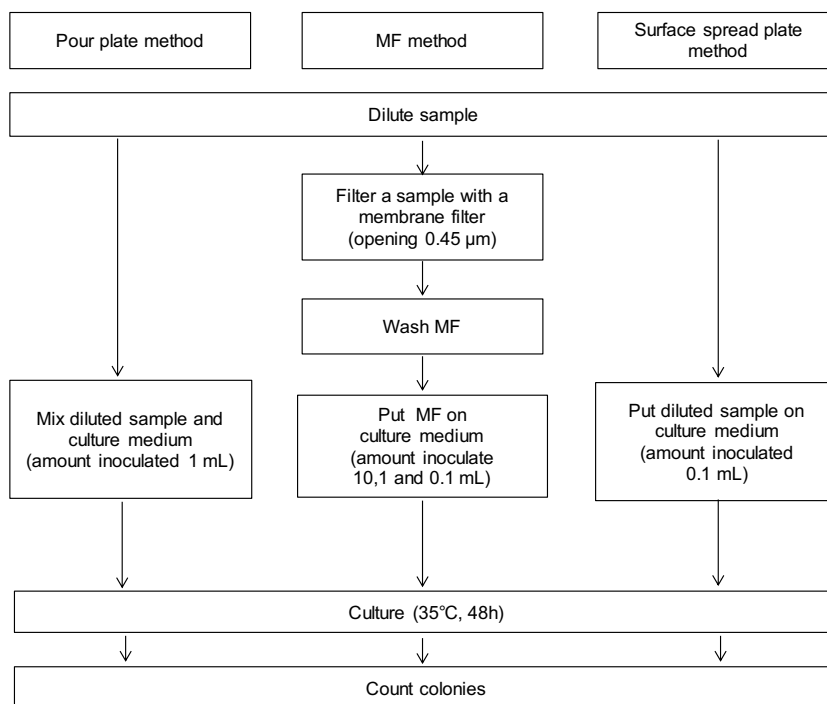 Pour plate method
MF method
Surface spread plate
method
Dilute sample
Filter a sample with a
membrane filter
(opening 0.45 µm)
Wash MF
Mix diluted sample and
culture medium
(amount inoculated 1 mL)
Put MF on
culture medium
(amount inoculate
10,1 and 0.1 mL)
Put diluted sample on
culture medium
(amount inoculated
0.1 mL)
Culture (35℃, 48h)
Count colonies